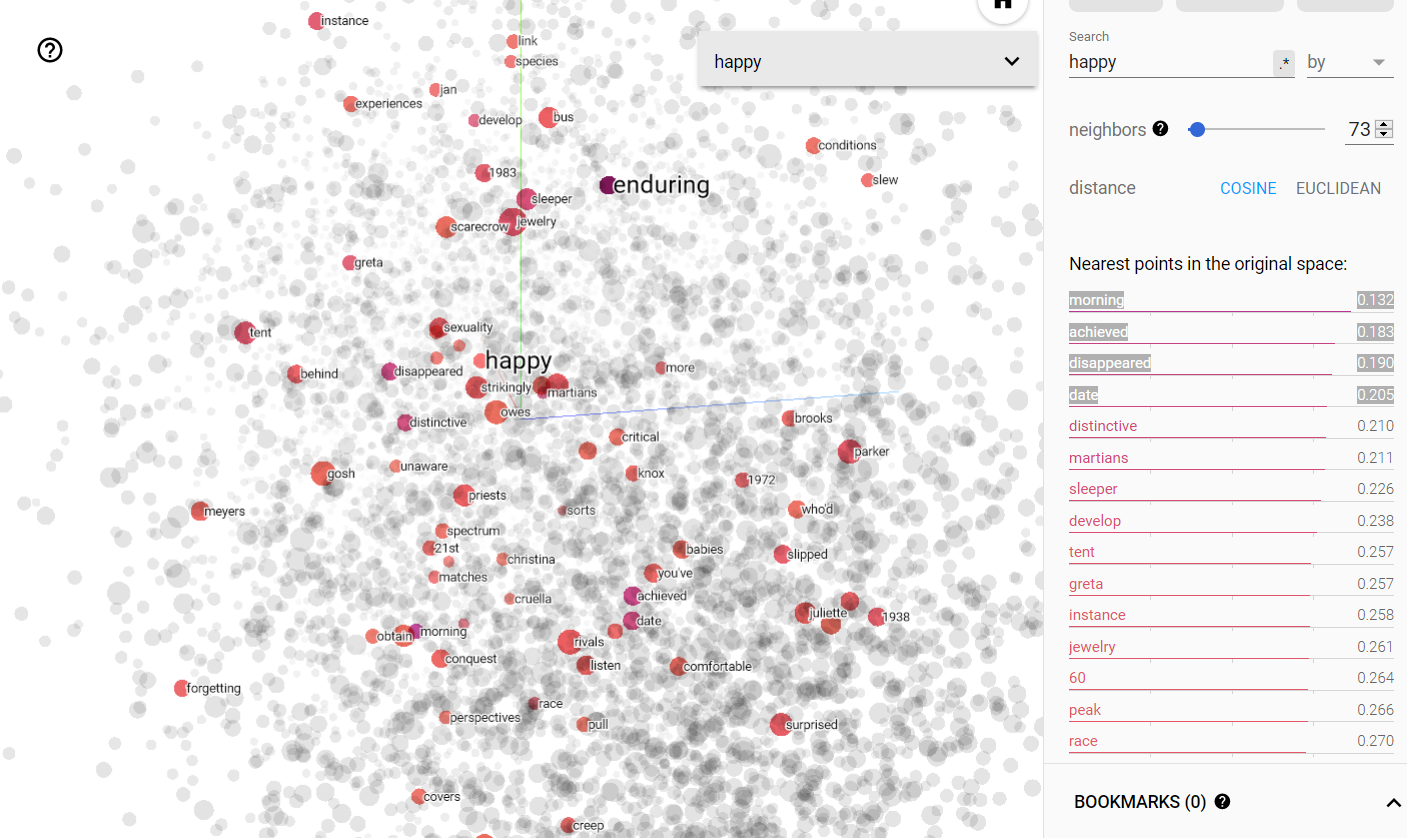 instance
link
species
jan
experiences
develop
bus
conditions
1983
slew
enduring
sleeper
jewelry
scarecrow
greta
tent
sexuality
happy
more
behind
disappeared
strikingly
martians
owes
brooks
distinctive
critical
parker
unaware
gosh
knox
1972
priests
meyers
sorts
who'd
spectrum
21st
babies
slipped
christina
you've
matches
achieved
cruella
juliette
1938
date
morning
obtain
rivals
conquest
listen
comfortable
forgetting
race
perspectives
pull
surprised
covers
creep
happy
Search
happy
.*
by
neighbors
73
distance
COSINE
EUCLIDEAN
Nearest points in the original space:
morning 0.132
achieved 0.183
disappeared 0.190
date 0.205
distinctive 0.210
martians 0.211
sleeper 0.226
develop 0.238
tent 0.257
greta 0.257
instance 0.258
jewelry 0.261
60 0.264
peak 0.266
race 0.270
BOOKMARKS (0)